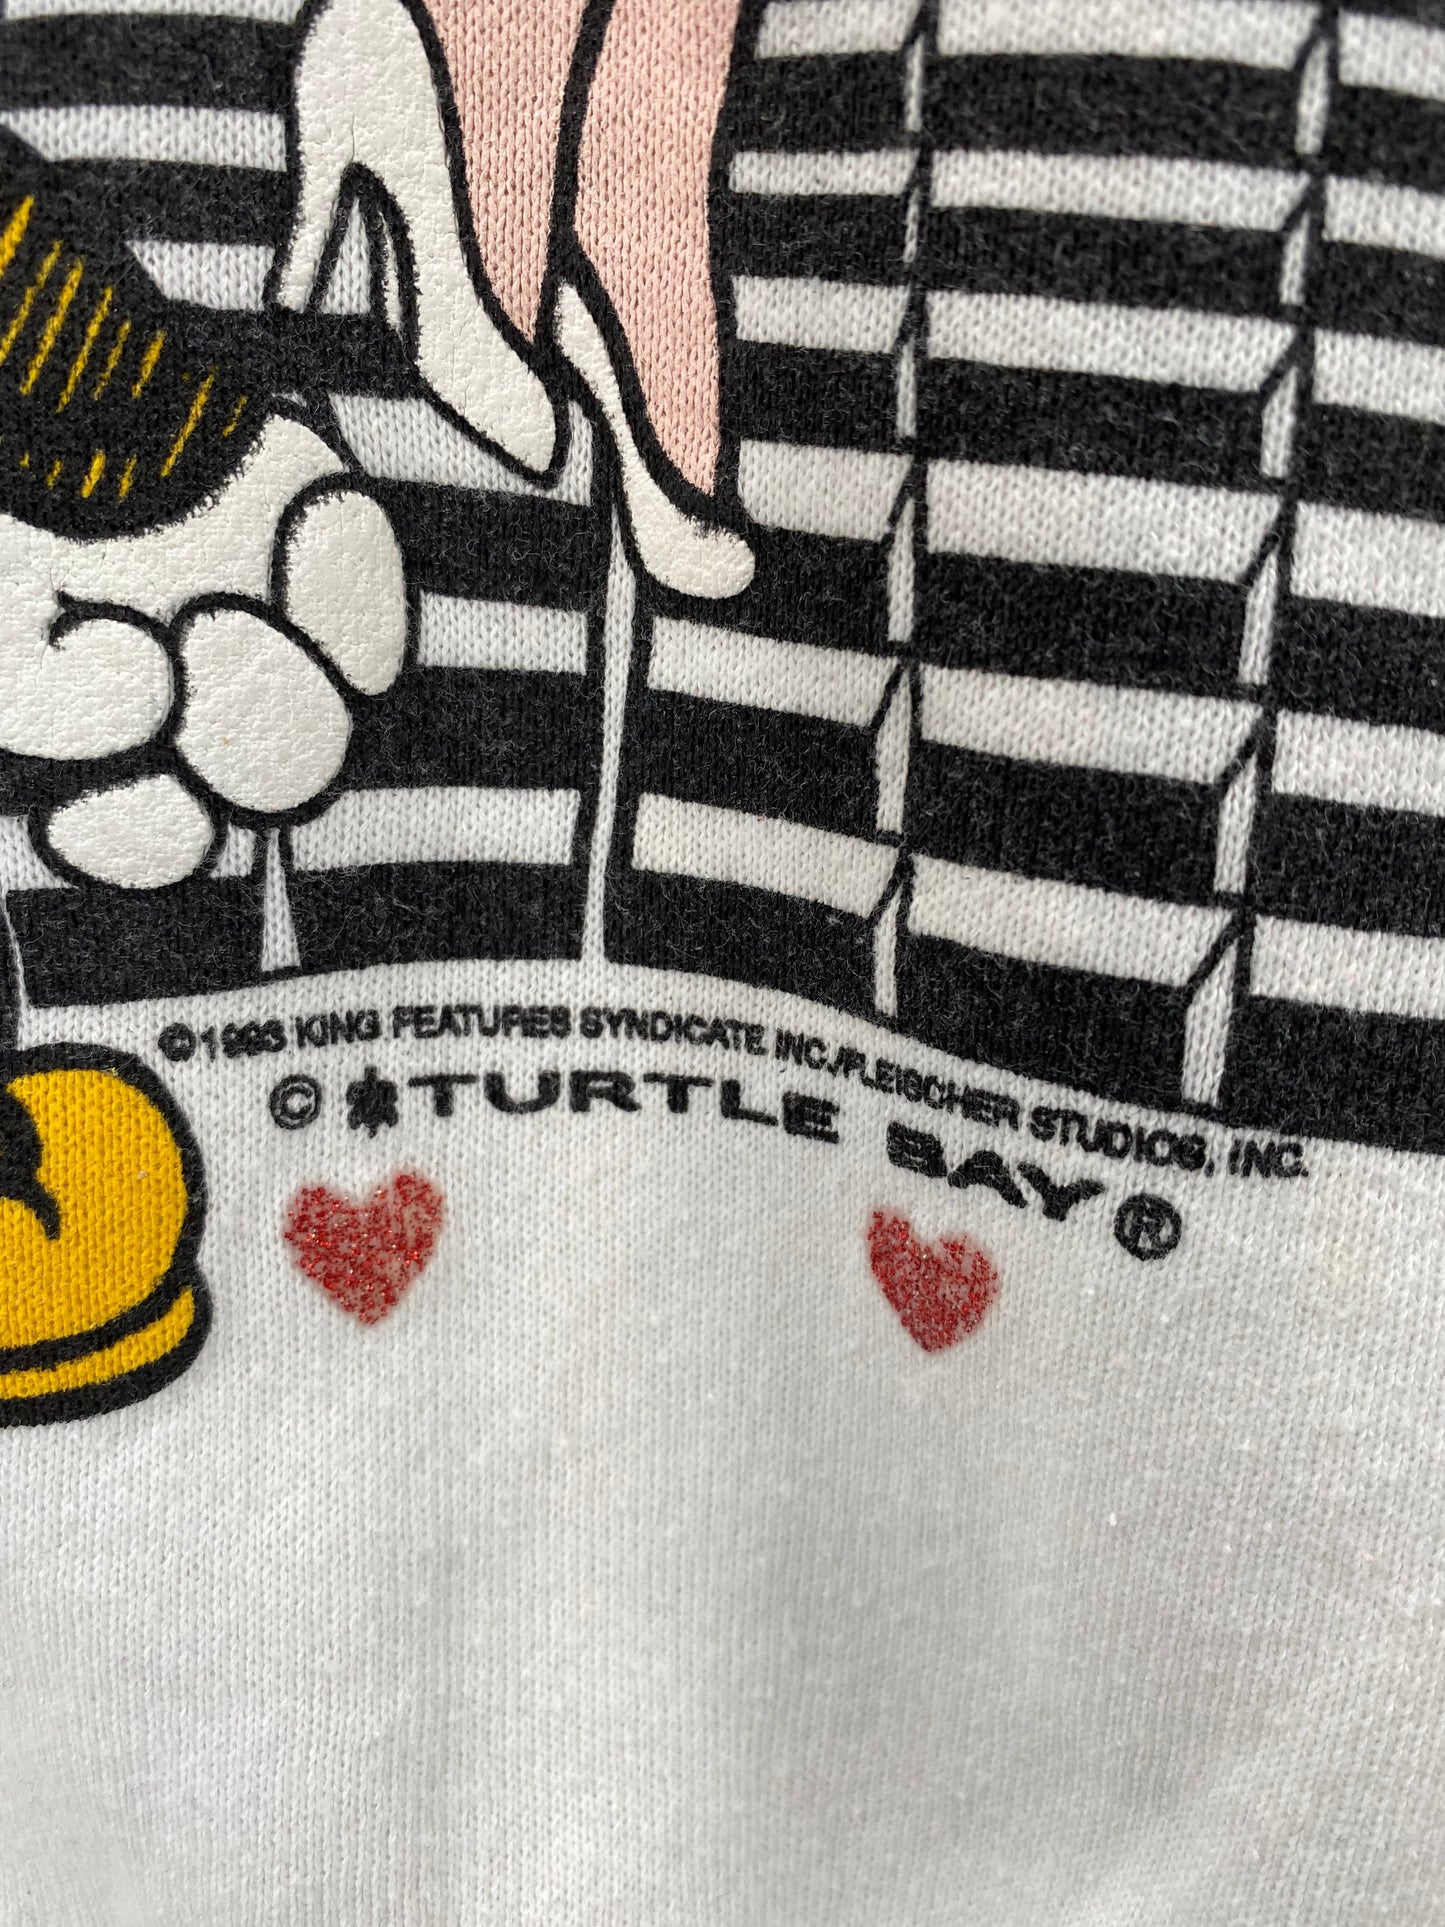 ©1993 KING FEATURES SYNDICATE INC./FLEISCHER STUDIOS, INC.
© TURTLE BAY ®